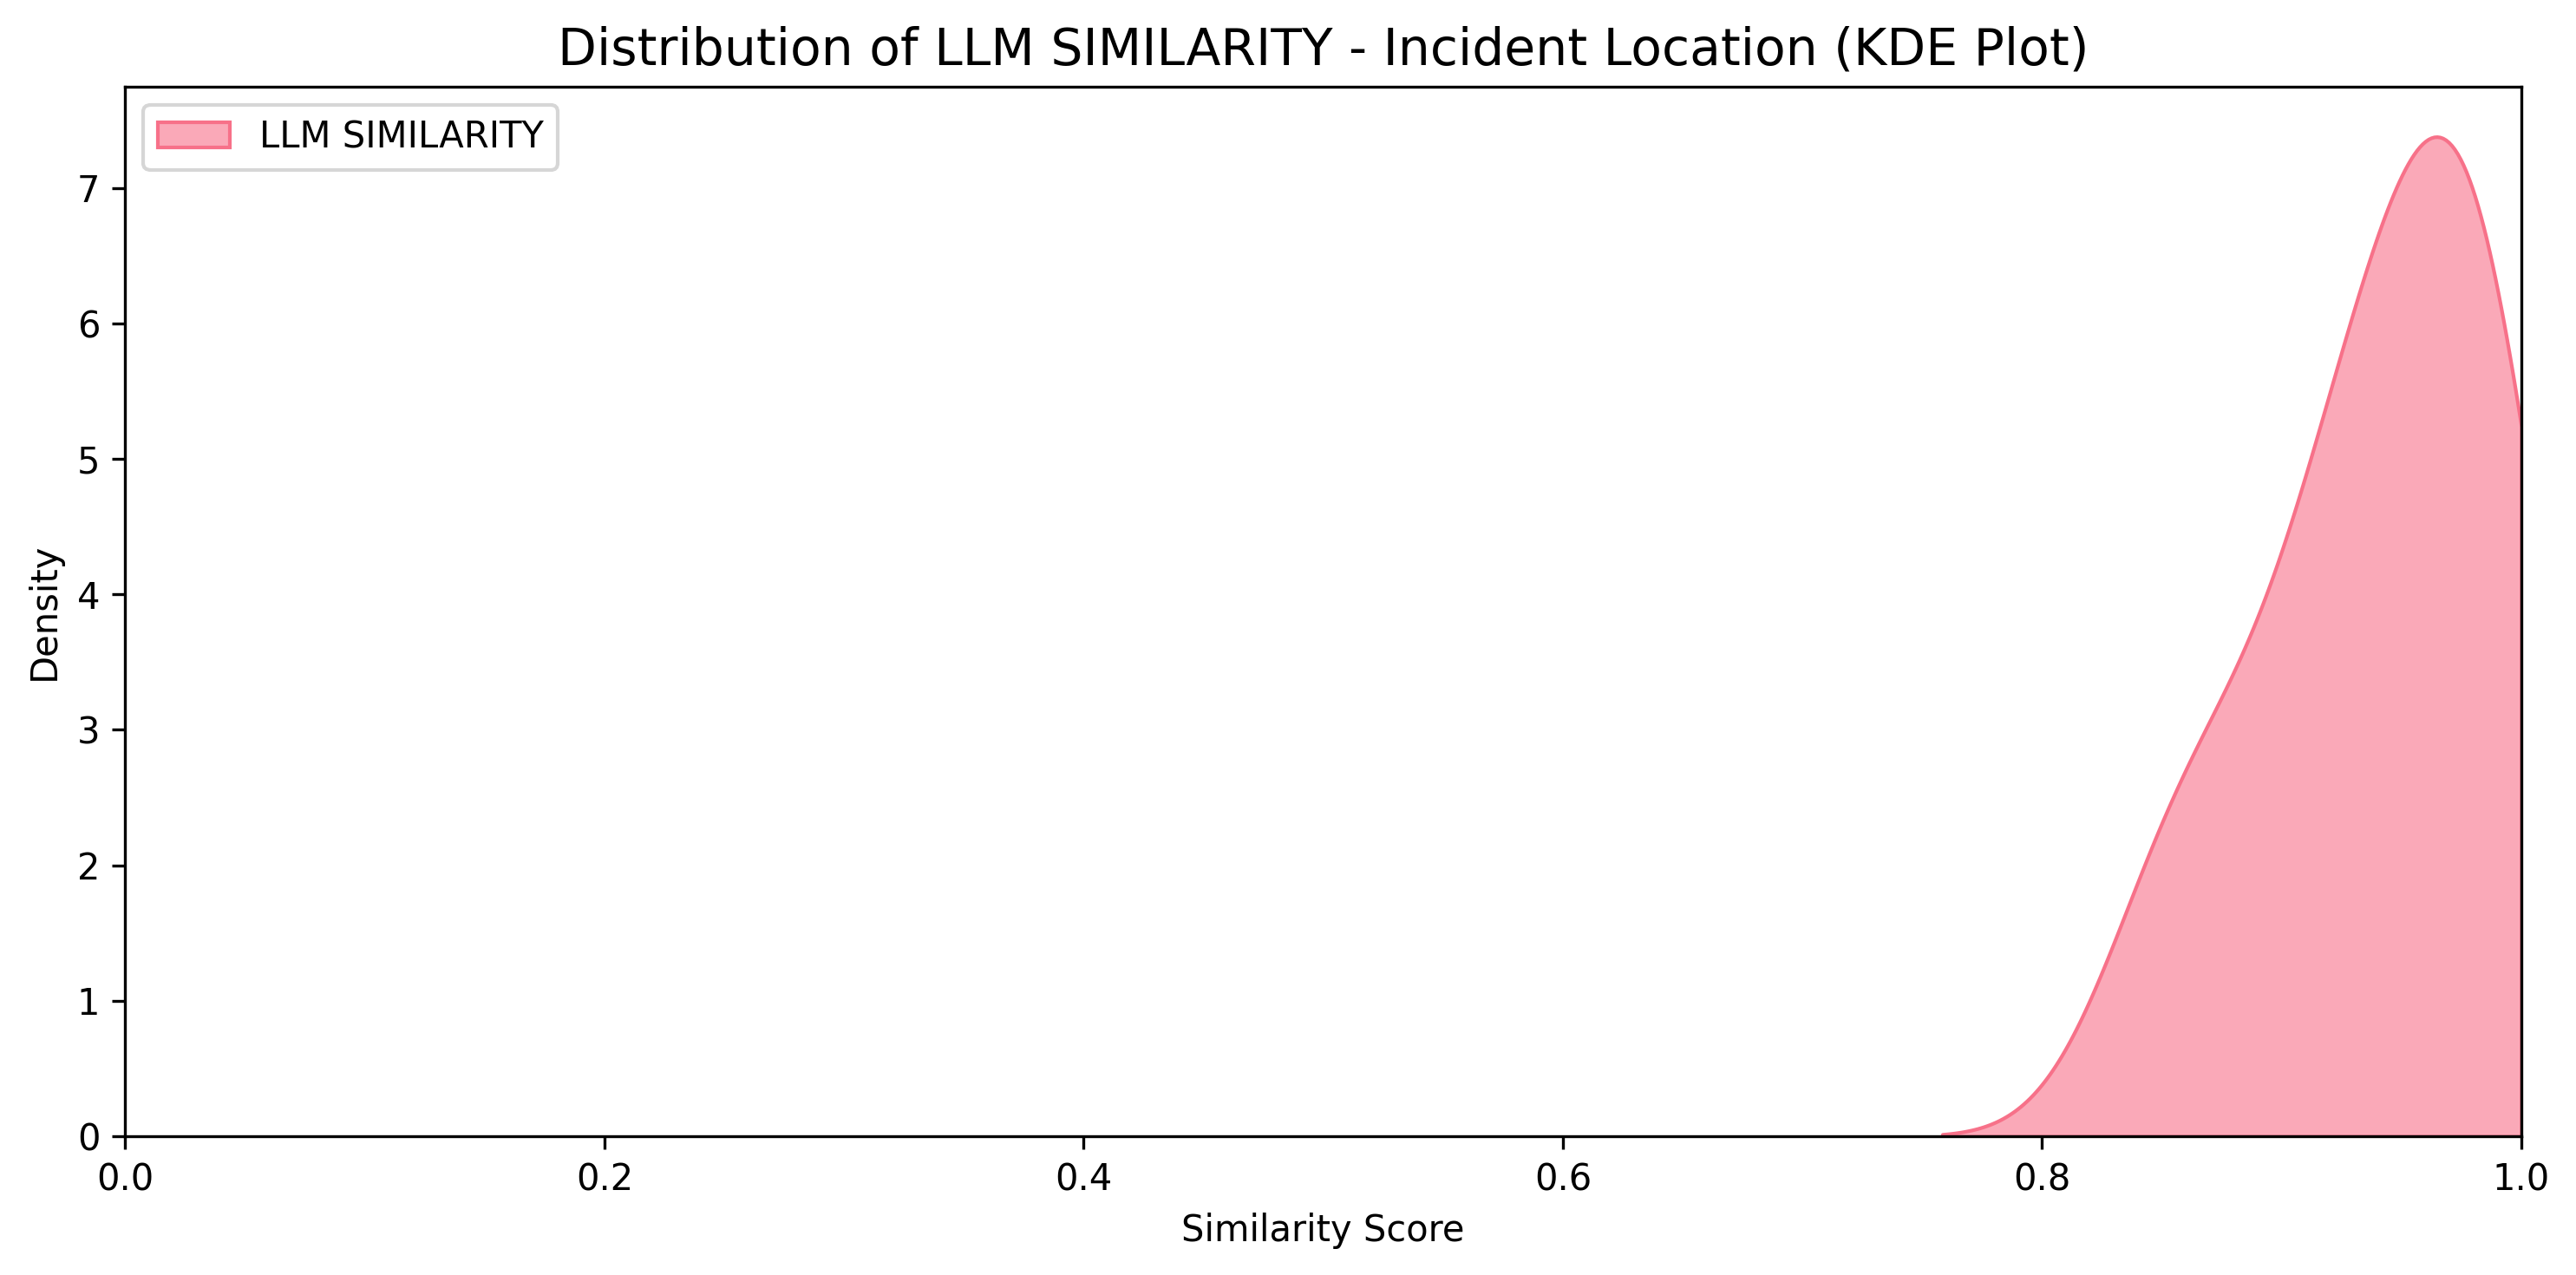 Distribution of LLM SIMILARITY - Incident Location (KDE Plot)
LLM SIMILARITY
7
6
5
4
3
2
1
0
Density
0.0 0.2 0.4 0.6 0.8 1.0
Similarity Score